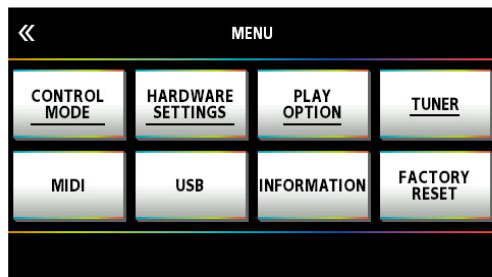 MENU
CONTROL
MODE
HARDWARE
SETTINGS
PLAY
OPTION
TUNER
MIDI
USB
INFORMATION
FACTORY
RESET